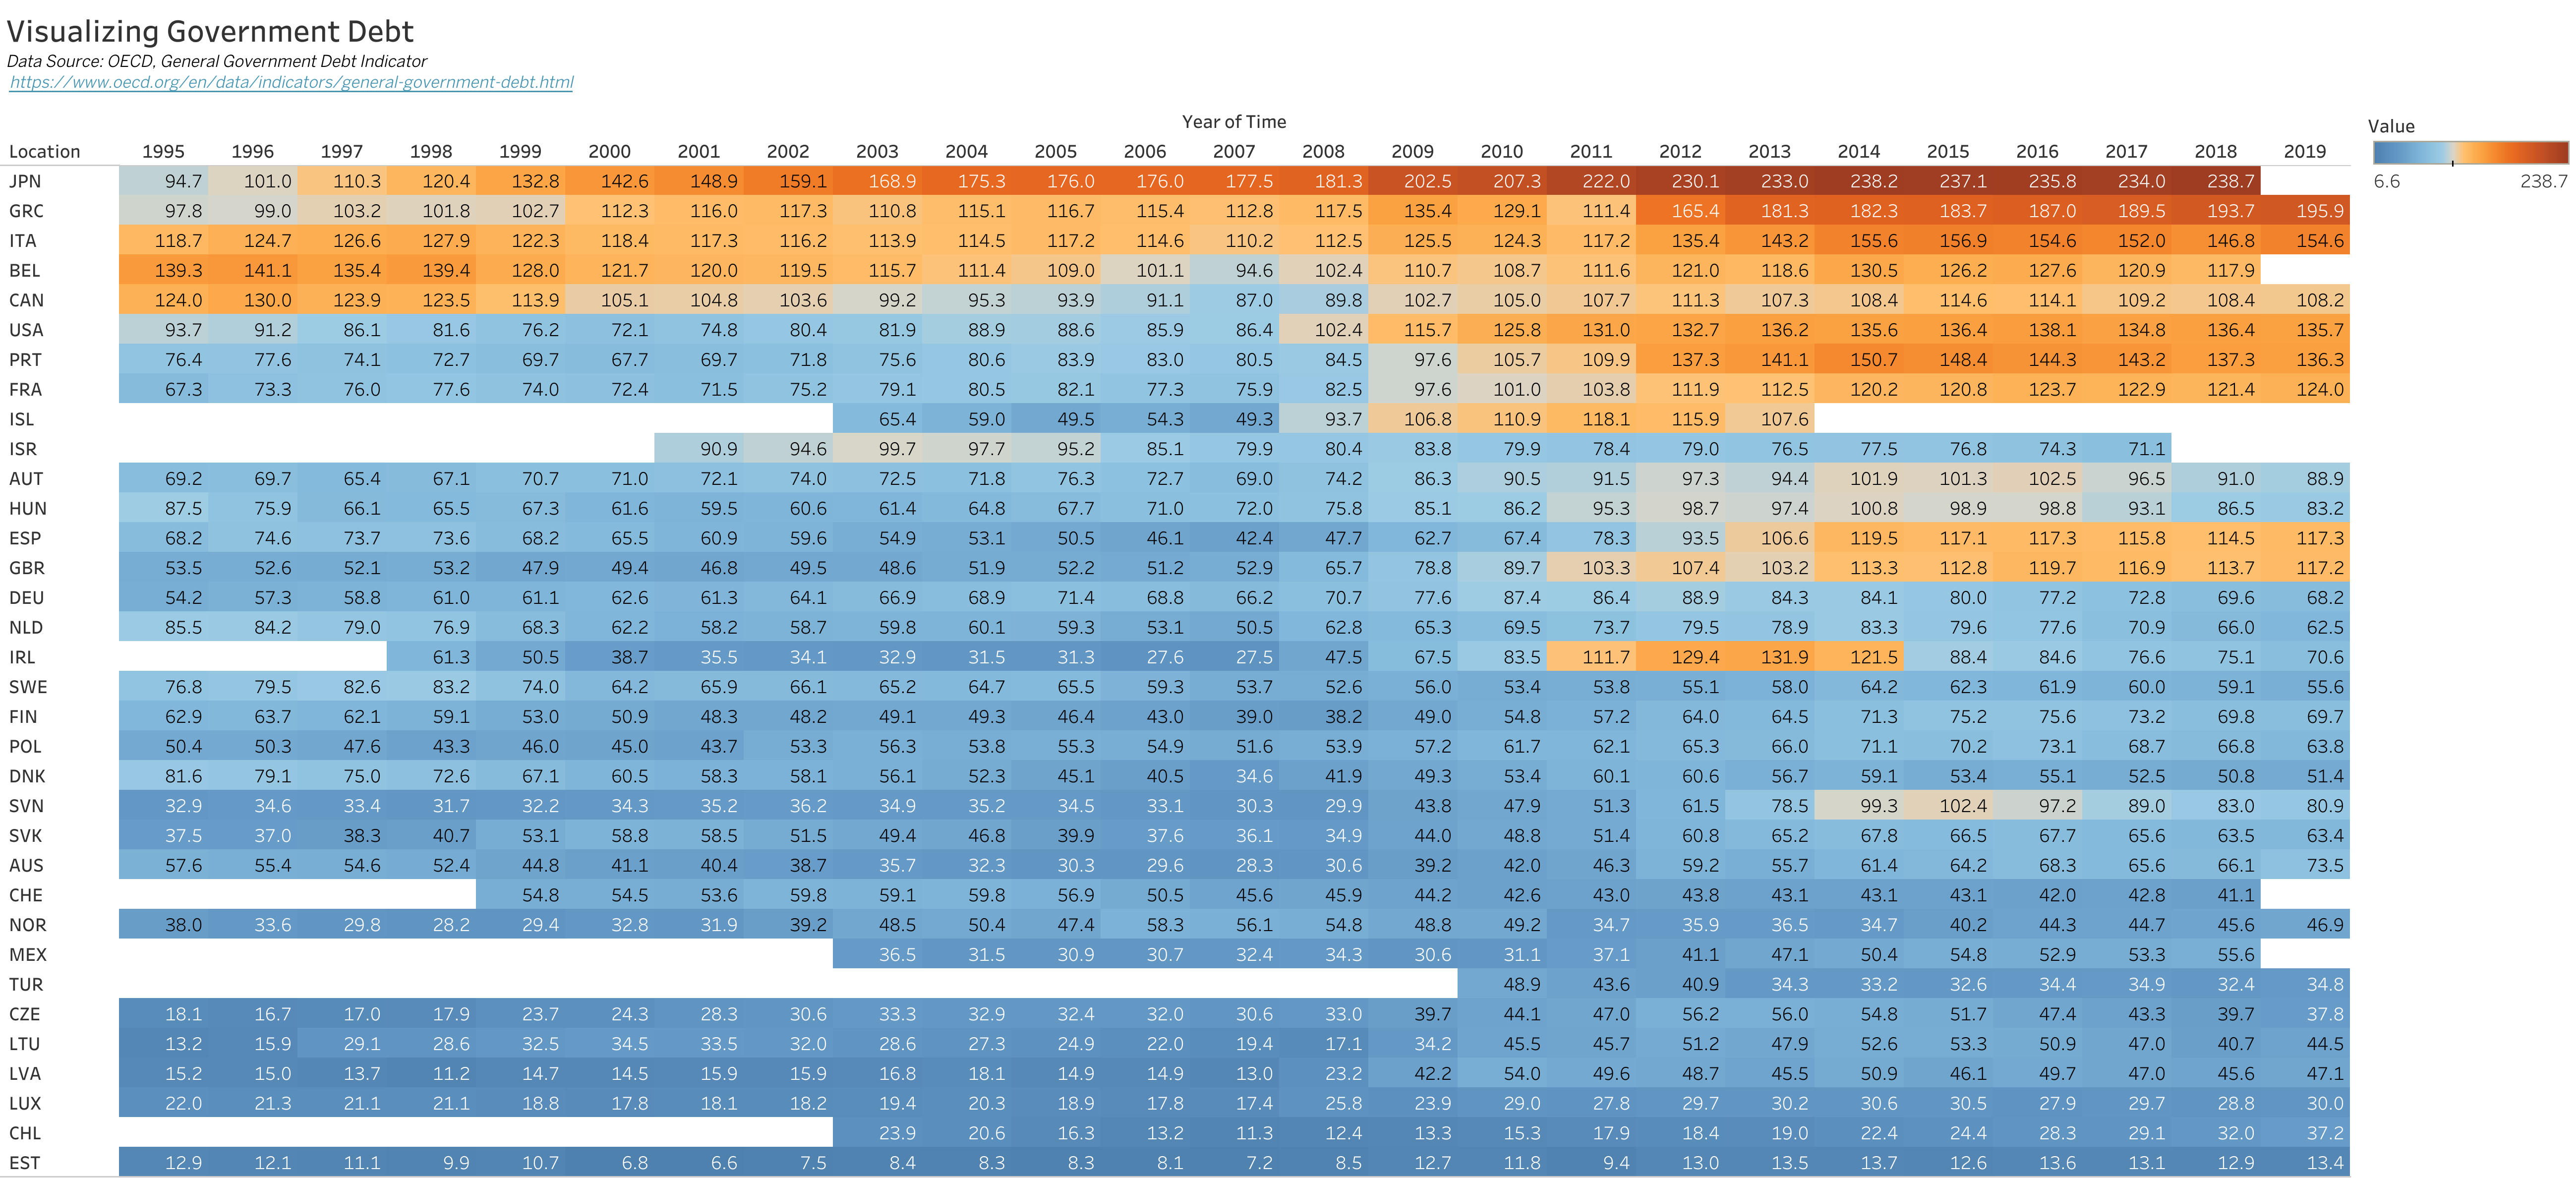 Visualizing Government Debt
Data Source: OECD, General Government Debt Indicator
https://www.oecd.org/en/data/indicators/general-government-debt.html
Year of Time
Location 1995 1996 1997 1998 1999 2000 2001 2002 2003 2004 2005 2006 2007 2008 2009 2010 2011 2012 2013 2014 2015 2016 2017 2018 2019
JPN 94.7 101.0 110.3 120.4 132.8 142.6 148.9 159.1 168.9 175.3 176.0 176.0 177.5 181.3 202.5 207.3 222.0 230.1 233.0 238.2 237.1 235.8 234.0 238.7
GRC 97.8 99.0 103.2 101.8 102.7 112.3 116.0 117.3 110.8 115.1 116.7 115.4 112.8 117.5 135.4 129.1 111.4 165.4 181.3 182.3 183.7 187.0 189.5 193.7 195.9
ITA 118.7 124.7 126.6 127.9 122.3 118.4 117.3 116.2 113.9 114.5 117.2 114.6 110.2 112.5 125.5 124.3 117.2 135.4 143.2 155.6 156.9 154.6 152.0 146.8 154.6
BEL 139.3 141.1 135.4 139.4 128.0 121.7 120.0 119.5 115.7 111.4 109.0 101.1 94.6 102.4 110.7 108.7 111.6 121.0 118.6 130.5 126.2 127.6 120.9 117.9
CAN 124.0 130.0 123.9 123.5 113.9 105.1 104.8 103.6 99.2 95.3 93.9 91.1 87.0 89.8 102.7 105.0 107.7 111.3 107.3 108.4 114.6 114.1 109.2 108.4 108.2
USA 93.7 91.2 86.1 81.6 76.2 72.1 74.8 80.4 81.9 88.9 88.6 85.9 86.4 102.4 115.7 125.8 131.0 132.7 136.2 135.6 136.4 138.1 134.8 136.4 135.7
PRT 76.4 77.6 74.1 72.7 69.7 67.7 69.7 71.8 75.6 80.6 83.9 83.0 80.5 84.5 97.6 105.7 109.9 137.3 141.1 150.7 148.4 144.3 143.2 137.3 136.3
FRA 67.3 73.3 76.0 77.6 74.0 72.4 71.5 75.2 79.1 80.5 82.1 77.3 75.9 82.5 97.6 101.0 103.8 111.9 112.5 120.2 120.8 123.7 122.9 121.4 124.0
ISL 65.4 59.0 49.5 54.3 49.3 93.7 106.8 110.9 118.1 115.9 107.6
ISR 90.9 94.6 99.7 97.7 95.2 85.1 79.9 80.4 83.8 79.9 78.4 79.0 76.5 77.5 76.8 74.3 71.1
AUT 69.2 69.7 65.4 67.1 70.7 71.0 72.1 74.0 72.5 71.8 76.3 72.7 69.0 74.2 86.3 90.5 91.5 97.3 94.4 101.9 101.3 102.5 96.5 91.0 88.9
HUN 87.5 75.9 66.1 65.5 67.3 61.6 59.5 60.6 61.4 64.8 67.7 71.0 72.0 75.8 85.1 86.2 95.3 98.7 97.4 100.8 98.9 98.8 93.1 86.5 83.2
ESP 68.2 74.6 73.7 73.6 68.2 65.5 60.9 59.6 54.9 53.1 50.5 46.1 42.4 47.7 62.7 67.4 78.3 93.5 106.6 119.5 117.1 117.3 115.8 114.5 117.3
GBR 53.5 52.6 52.1 53.2 47.9 49.4 46.8 49.5 48.6 51.9 52.2 51.2 52.9 65.7 78.8 89.7 103.3 107.4 103.2 113.3 112.8 119.7 116.9 113.7 117.2
DEU 54.2 57.3 58.8 61.0 61.1 62.6 61.3 64.1 66.9 68.9 71.4 68.8 66.2 70.7 77.6 87.4 86.4 88.9 84.3 84.1 80.0 77.2 72.8 69.6 68.2
NLD 85.5 84.2 79.0 76.9 68.3 62.2 58.2 58.7 59.8 60.1 59.3 53.1 50.5 62.8 65.3 69.5 73.7 79.5 78.9 83.3 79.6 77.6 70.9 66.0 62.5
IRL 61.3 50.5 38.7 35.5 34.1 32.9 31.5 31.3 27.6 27.5 47.5 67.5 83.5 111.7 129.4 131.9 121.5 88.4 84.6 76.6 75.1 70.6
SWE 76.8 79.5 82.6 83.2 74.0 64.2 65.9 66.1 65.2 64.7 65.5 59.3 53.7 52.6 56.0 53.4 53.8 55.1 58.0 64.2 62.3 61.9 60.0 59.1 55.6
FIN 62.9 63.7 62.1 59.1 53.0 50.9 48.3 48.2 49.1 49.3 46.4 43.0 39.0 38.2 49.0 54.8 57.2 64.0 64.5 71.3 75.2 75.6 73.2 69.8 69.7
POL 50.4 50.3 47.6 43.3 46.0 45.0 43.7 53.3 56.3 53.8 55.3 54.9 51.6 53.9 57.2 61.7 62.1 65.3 66.0 71.1 70.2 73.1 68.7 66.8 63.8
DNK 81.6 79.1 75.0 72.6 67.1 60.5 58.3 58.1 56.1 52.3 45.1 40.5 34.6 41.9 49.3 53.4 60.1 60.6 56.7 59.1 53.4 55.1 52.5 50.8 51.4
SVN 32.9 34.6 33.4 31.7 32.2 34.3 35.2 36.2 34.9 35.2 34.5 33.1 30.3 29.9 43.8 47.9 51.3 61.5 78.5 99.3 102.4 97.2 89.0 83.0 80.9
SVK 37.5 37.0 38.3 40.7 53.1 58.8 58.5 51.5 49.4 46.8 39.9 37.6 36.1 34.9 44.0 48.8 51.4 60.8 65.2 67.8 66.5 67.7 65.6 63.5 63.4
AUS 57.6 55.4 54.6 52.4 44.8 41.1 40.4 38.7 35.7 32.3 30.3 29.6 28.3 30.6 39.2 42.0 46.3 59.2 55.7 61.4 64.2 68.3 65.6 66.1 73.5
CHE 54.8 54.5 53.6 59.8 59.1 59.8 56.9 50.5 45.6 45.9 44.2 42.6 43.0 43.8 43.1 43.1 43.1 42.0 42.8 41.1
NOR 38.0 33.6 29.8 28.2 29.4 32.8 31.9 39.2 48.5 50.4 47.4 58.3 56.1 54.8 48.8 49.2 34.7 35.9 36.5 34.7 40.2 44.3 44.7 45.6 46.9
MEX 36.5 31.5 30.9 30.7 32.4 34.3 30.6 31.1 37.1 41.1 47.1 50.4 54.8 52.9 53.3 55.6
TUR 48.9 43.6 40.9 34.3 33.2 32.6 34.4 34.9 32.4 34.8
CZE 18.1 16.7 17.0 17.9 23.7 24.3 28.3 30.6 33.3 32.9 32.4 32.0 30.6 33.0 39.7 44.1 47.0 56.2 56.0 54.8 51.7 47.4 43.3 39.7 37.8
LTU 13.2 15.9 29.1 28.6 32.5 34.5 33.5 32.0 28.6 27.3 24.9 22.0 19.4 17.1 34.2 45.5 45.7 51.2 47.9 52.6 53.3 50.9 47.0 40.7 44.5
LVA 15.2 15.0 13.7 11.2 14.7 14.5 15.9 15.9 16.8 18.1 14.9 14.9 13.0 23.2 42.2 54.0 49.6 48.7 45.5 50.9 46.1 49.7 47.0 45.6 47.1
LUX 22.0 21.3 21.1 21.1 18.8 17.8 18.1 18.2 19.4 20.3 18.9 17.8 17.4 25.8 23.9 29.0 27.8 29.7 30.2 30.6 30.5 27.9 29.7 28.8 30.0
CHL 23.9 20.6 16.3 13.2 11.3 12.4 13.3 15.3 17.9 18.4 19.0 22.4 24.4 28.3 29.1 32.0 37.2
EST 12.9 12.1 11.1 9.9 10.7 6.8 6.6 7.5 8.4 8.3 8.3 8.1 7.2 8.5 12.7 11.8 9.4 13.0 13.5 13.7 12.6 13.6 13.1 12.9 13.4
Value
6.6 238.7